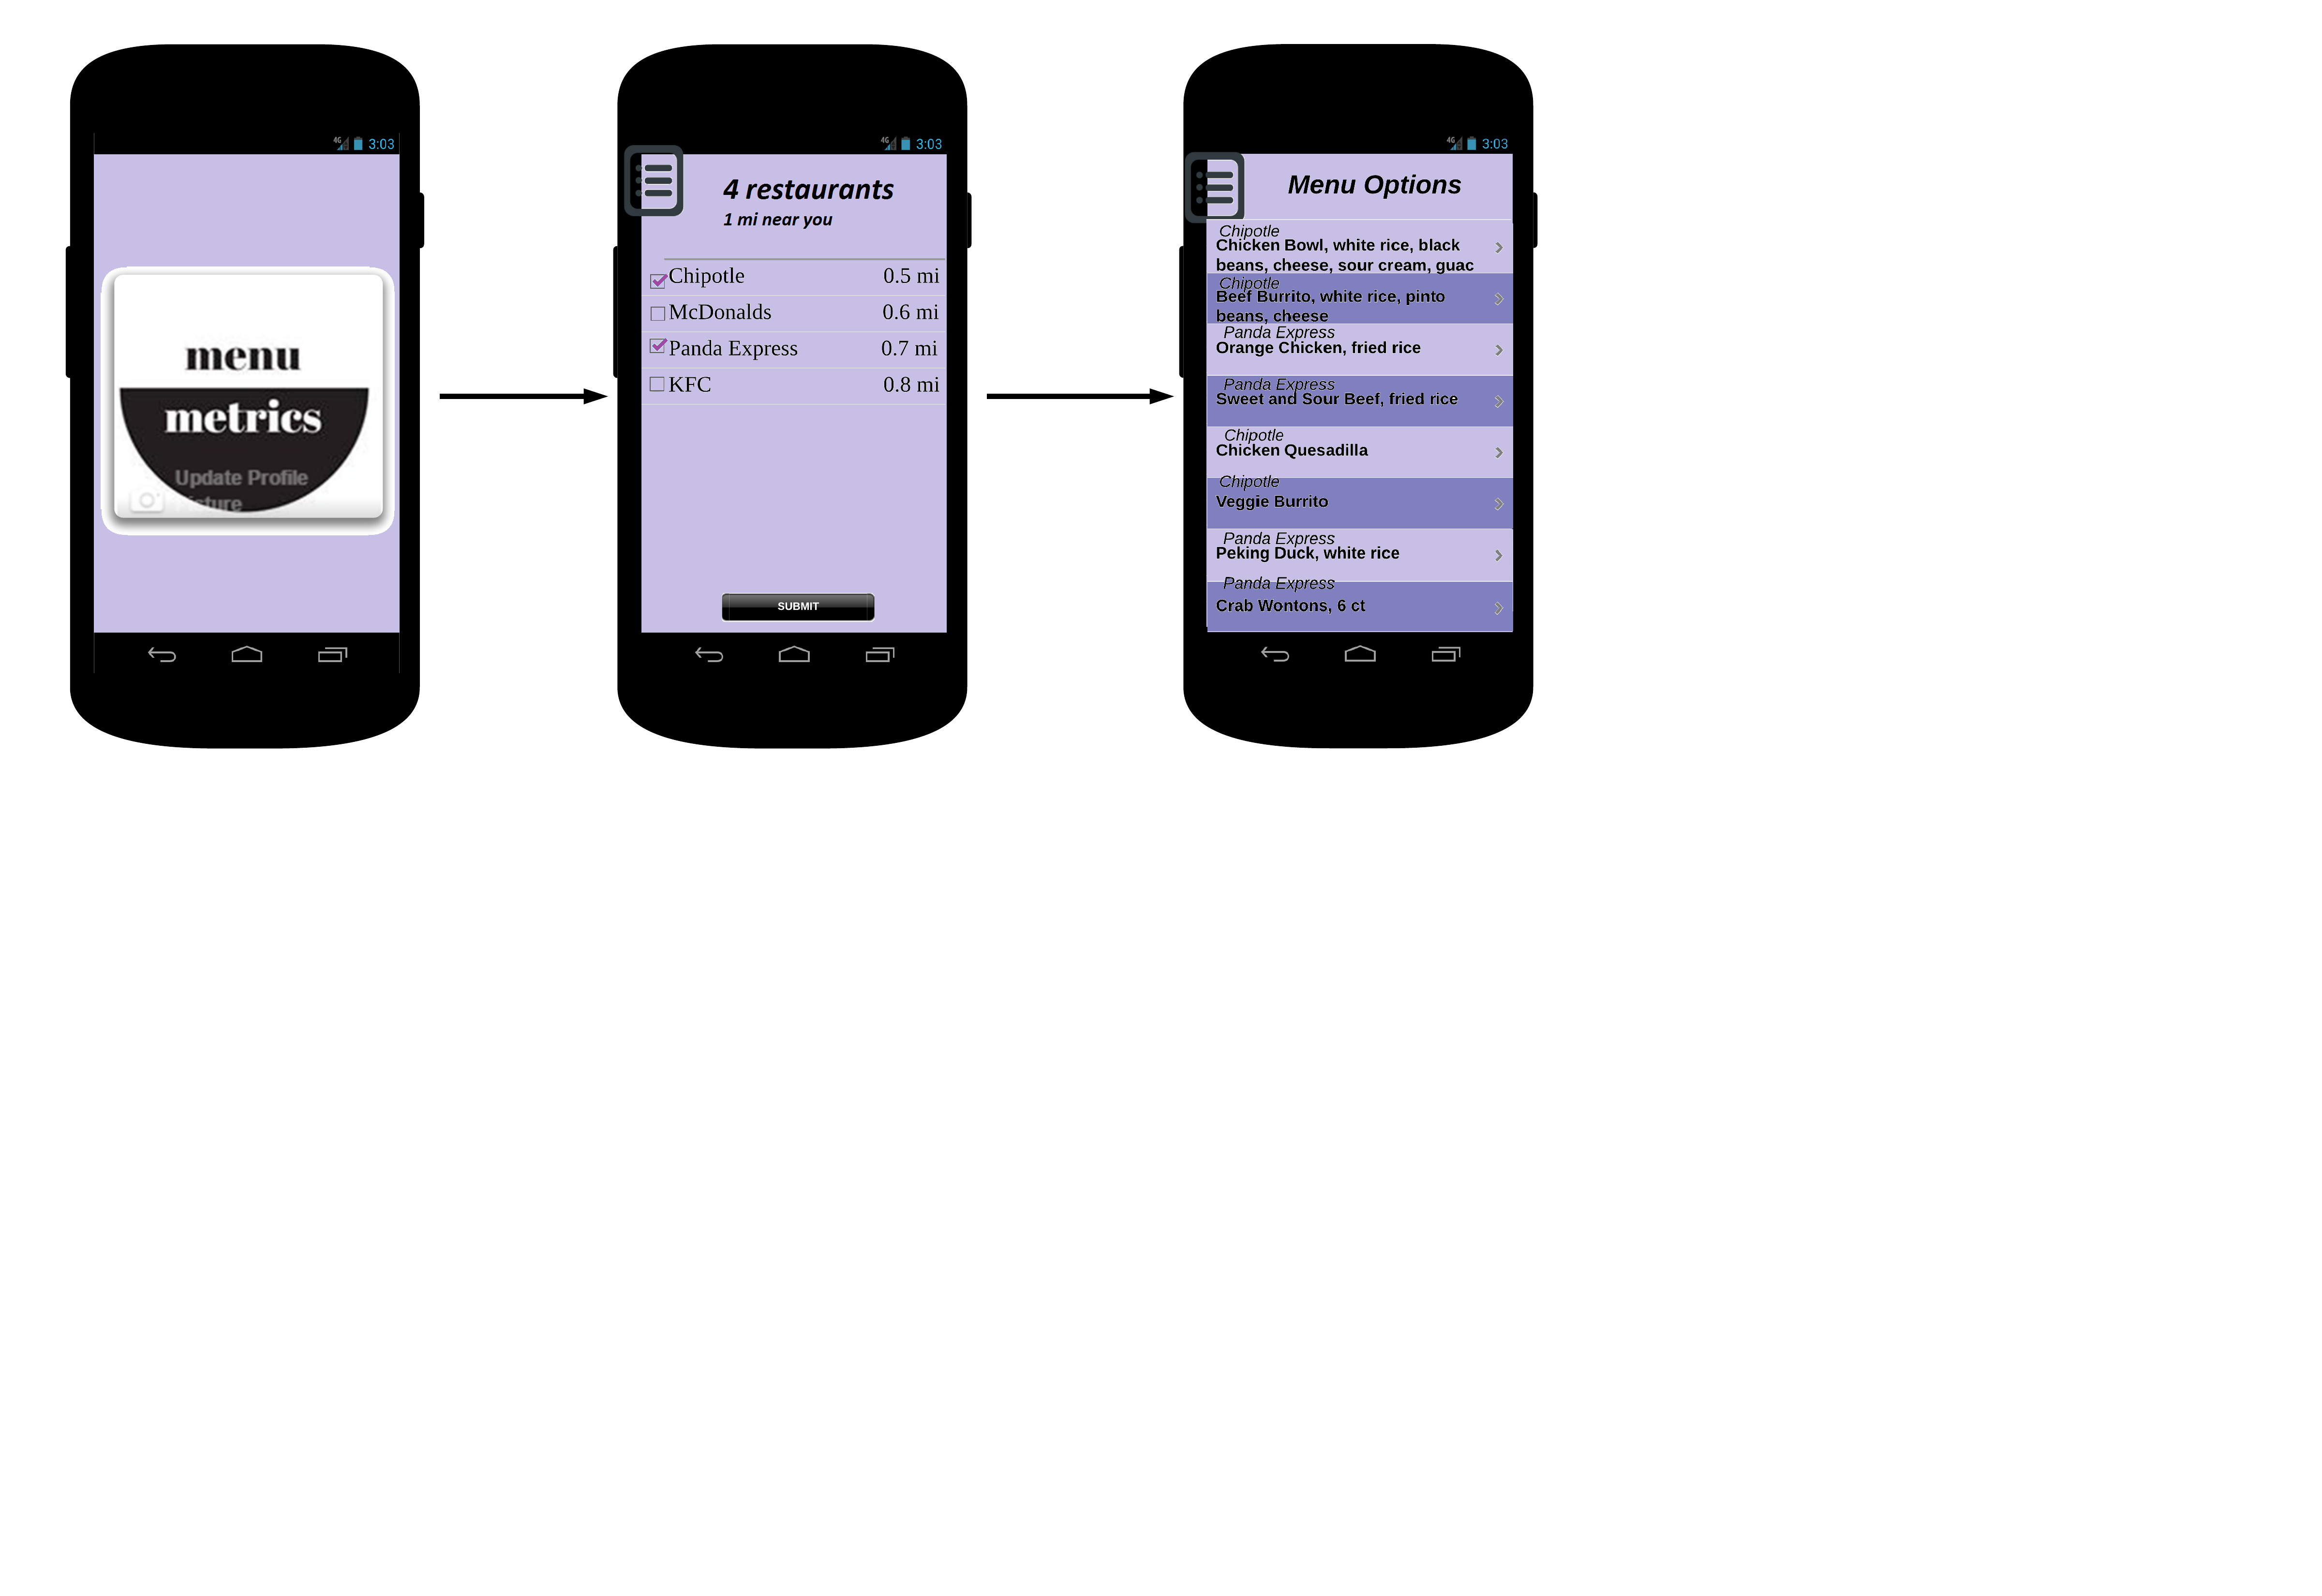 4G 3:03
menu
metrics
Update Profile
Picture
4G 3:03
4 restaurants
1 mi near you
Chipotle 0.5 mi
McDonalds 0.6 mi
Panda Express 0.7 mi
KFC 0.8 mi
SUBMIT
4G 3:03
Menu Options
Chipotle
Chicken Bowl, white rice, black
beans, cheese, sour cream, guac
Chipotle
Beef Burrito, white rice, pinto
beans, cheese
Panda Express
Orange Chicken, fried rice
Panda Express
Sweet and Sour Beef, fried rice
Chipotle
Chicken Quesadilla
Chipotle
Veggie Burrito
Panda Express
Peking Duck, white rice
Panda Express
Crab Wontons, 6 ct